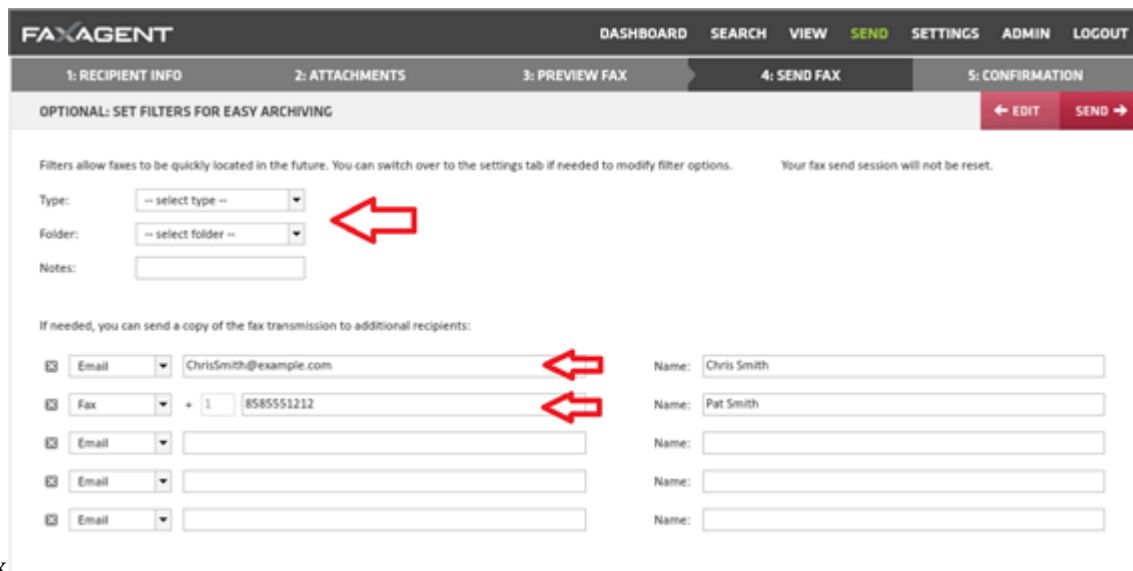 FAXAGENT DASHBOARD SEARCH VIEW SEND SETTINGS ADMIN LOGOUT
1: RECIPIENT INFO 2: ATTACHMENTS 3: PREVIEW FAX 4: SEND FAX 5: CONFIRMATION
OPTIONAL: SET FILTERS FOR EASY ARCHIVING ← EDIT SEND →
Filters allow faxes to be quickly located in the future. You can switch over to the settings tab if needed to modify filter options. Your fax send session will not be reset.
Type: -- select type --
Folder: -- select folder --
Notes:
If needed, you can send a copy of the fax transmission to additional recipients:
Email ChrisSmith@example.com Name: Chris Smith
Fax + 1 8585551212 Name: Pat Smith
Email Name:
Email Name:
Email Name:
x